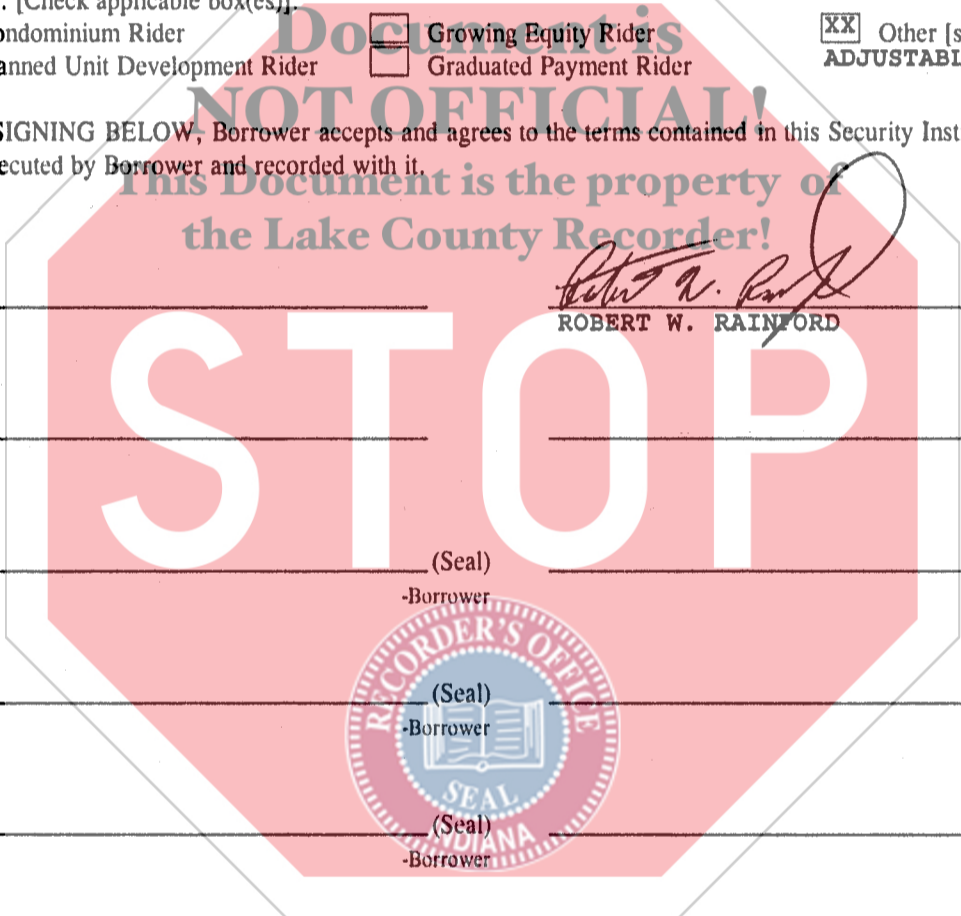 . [Check applicable box(es)].
ondominium Rider Growing Equity Rider XX Other [s
anned Unit Development Rider Graduated Payment Rider ADJUSTABL
Document is
NOT OFFICIAL!
SIGNING BELOW, Borrower accepts and agrees to the terms contained in this Security Inst
ecuted by Borrower and recorded with it.
This Document is the property of
the Lake County Recorder!
ROBERT W. RAINFORD
STOP
(Seal)
-Borrower
RECORDER'S OFFICE
(Seal)
-Borrower
SEAL
INDIANA
(Seal)
-Borrower